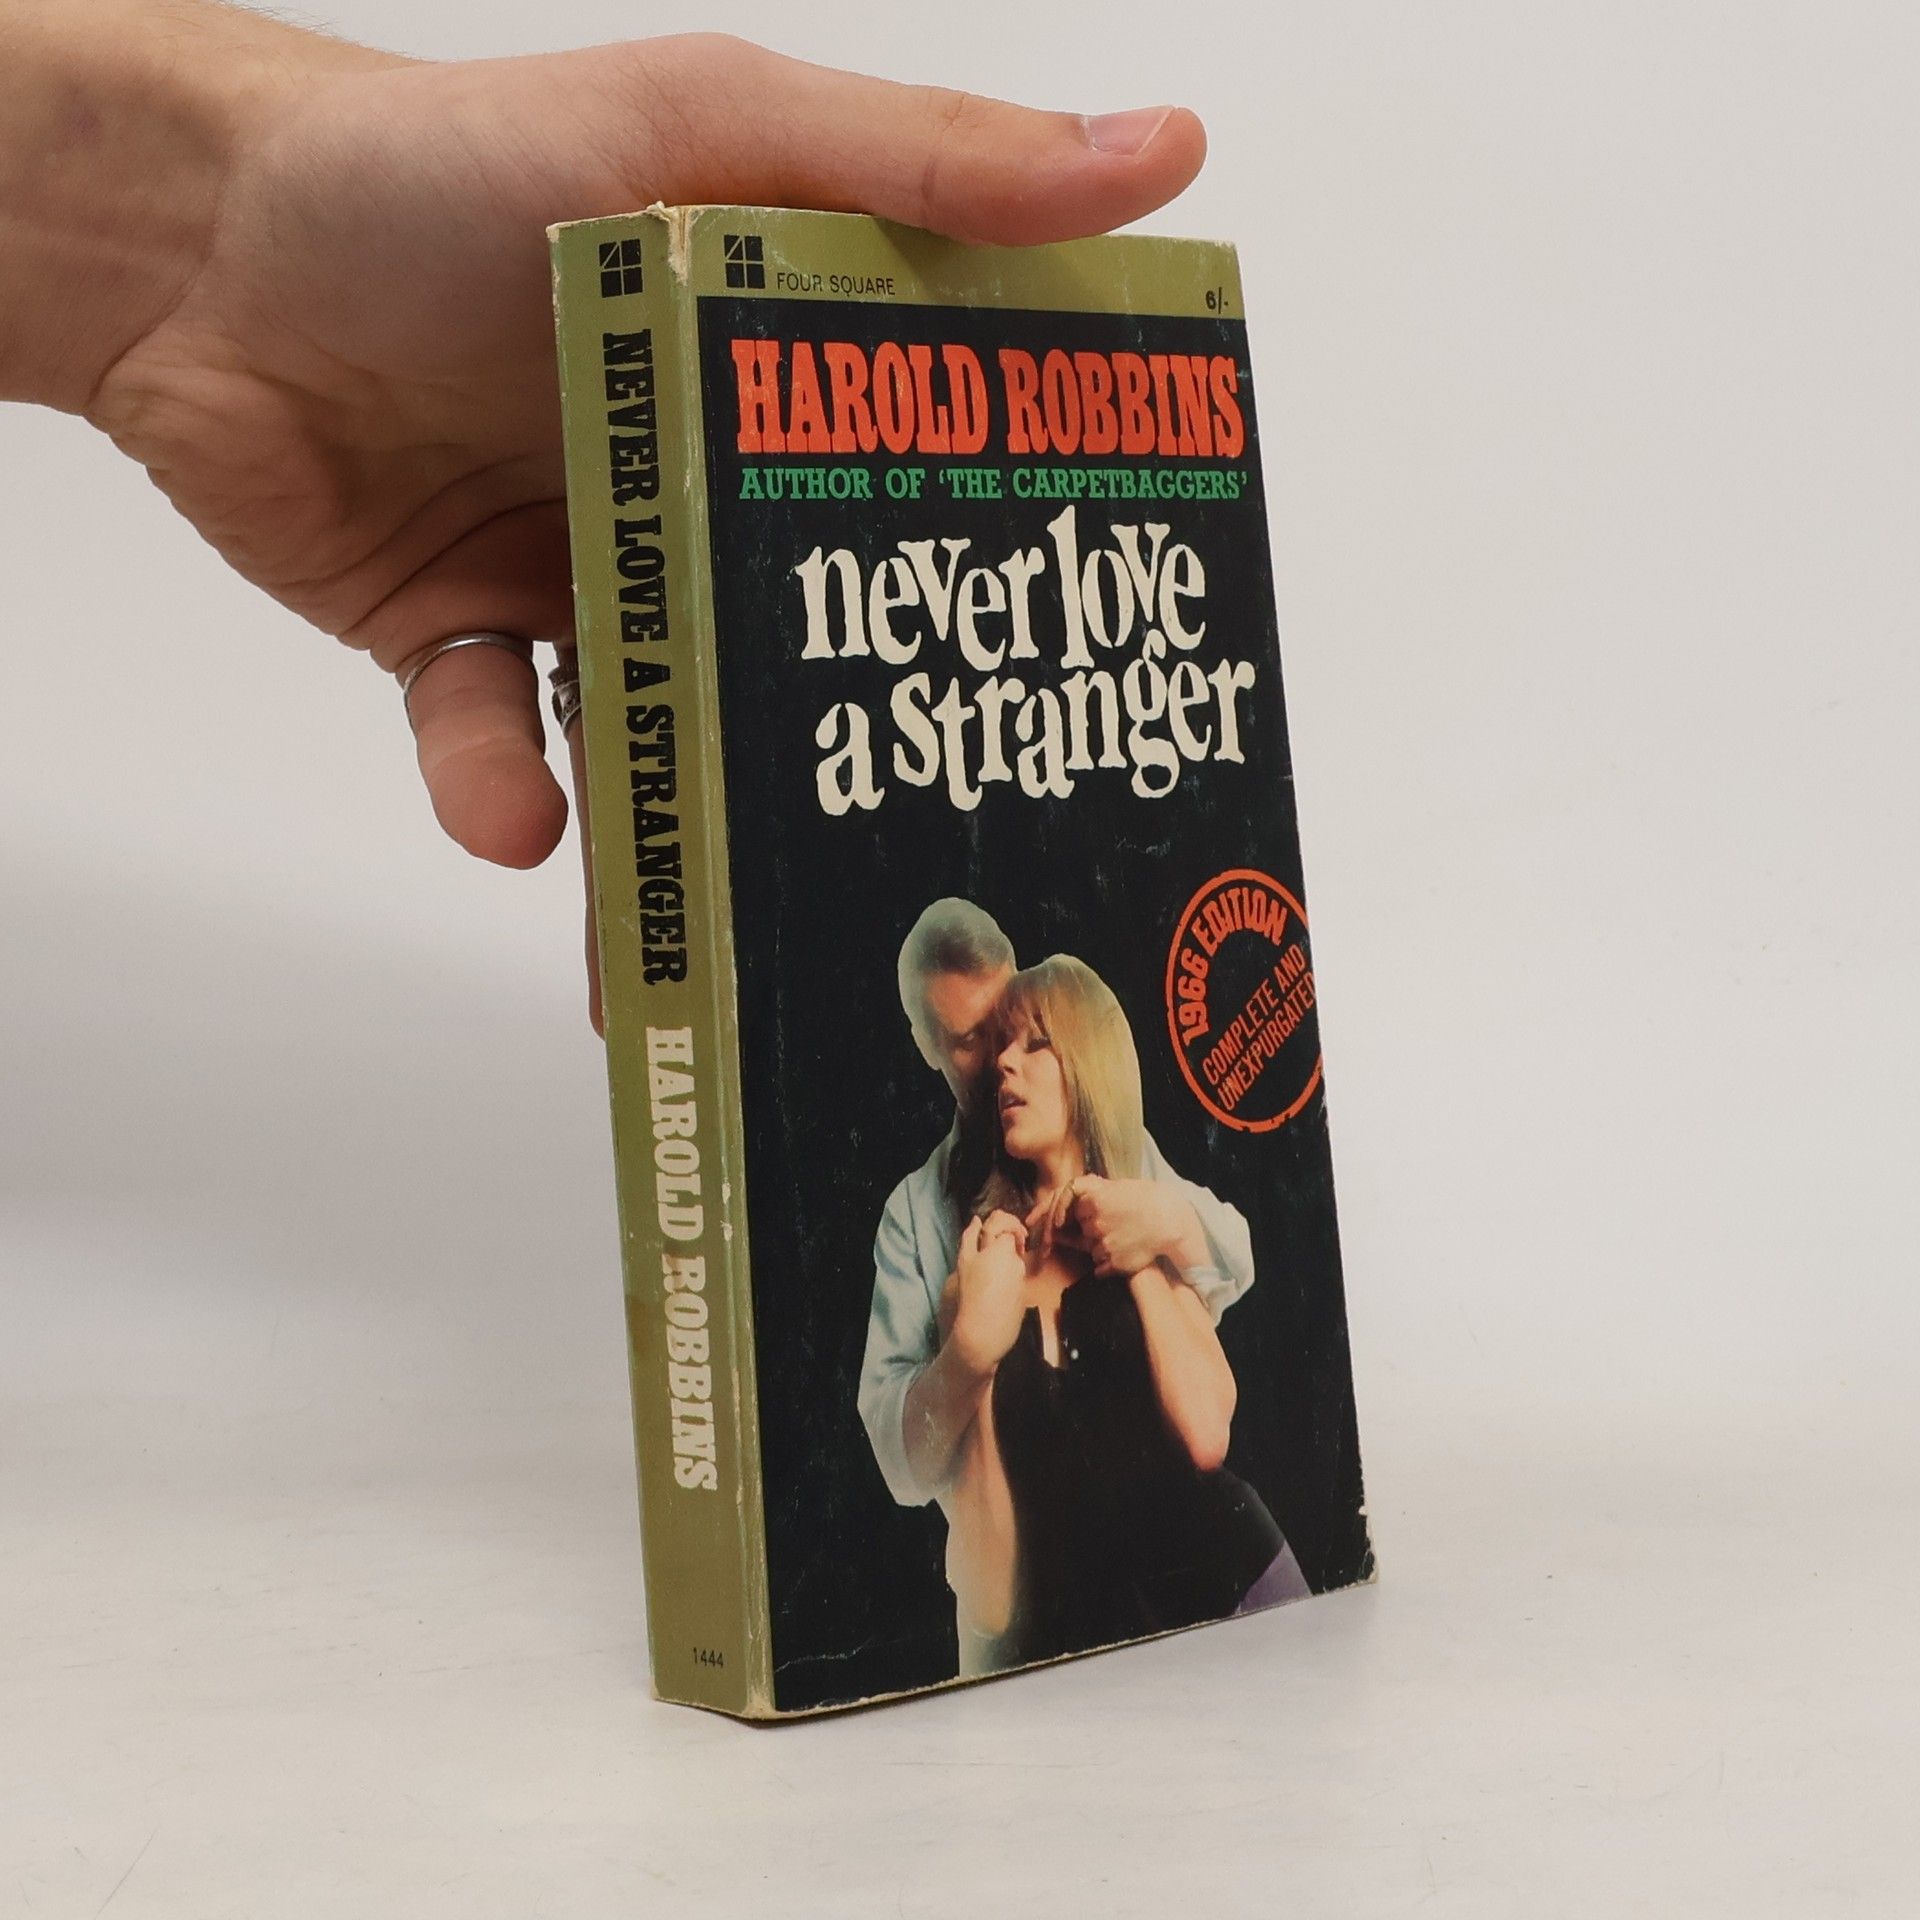 NEVER LOVE A STRANGER HAROLD ROBBINS
1444
FOUR SQUARE
6/-
HAROLD ROBBINS
AUTHOR OF 'THE CARPETBAGGERS'
never love
a stranger
1966 EDITION
COMPLETE AND
UNEXPURGATED